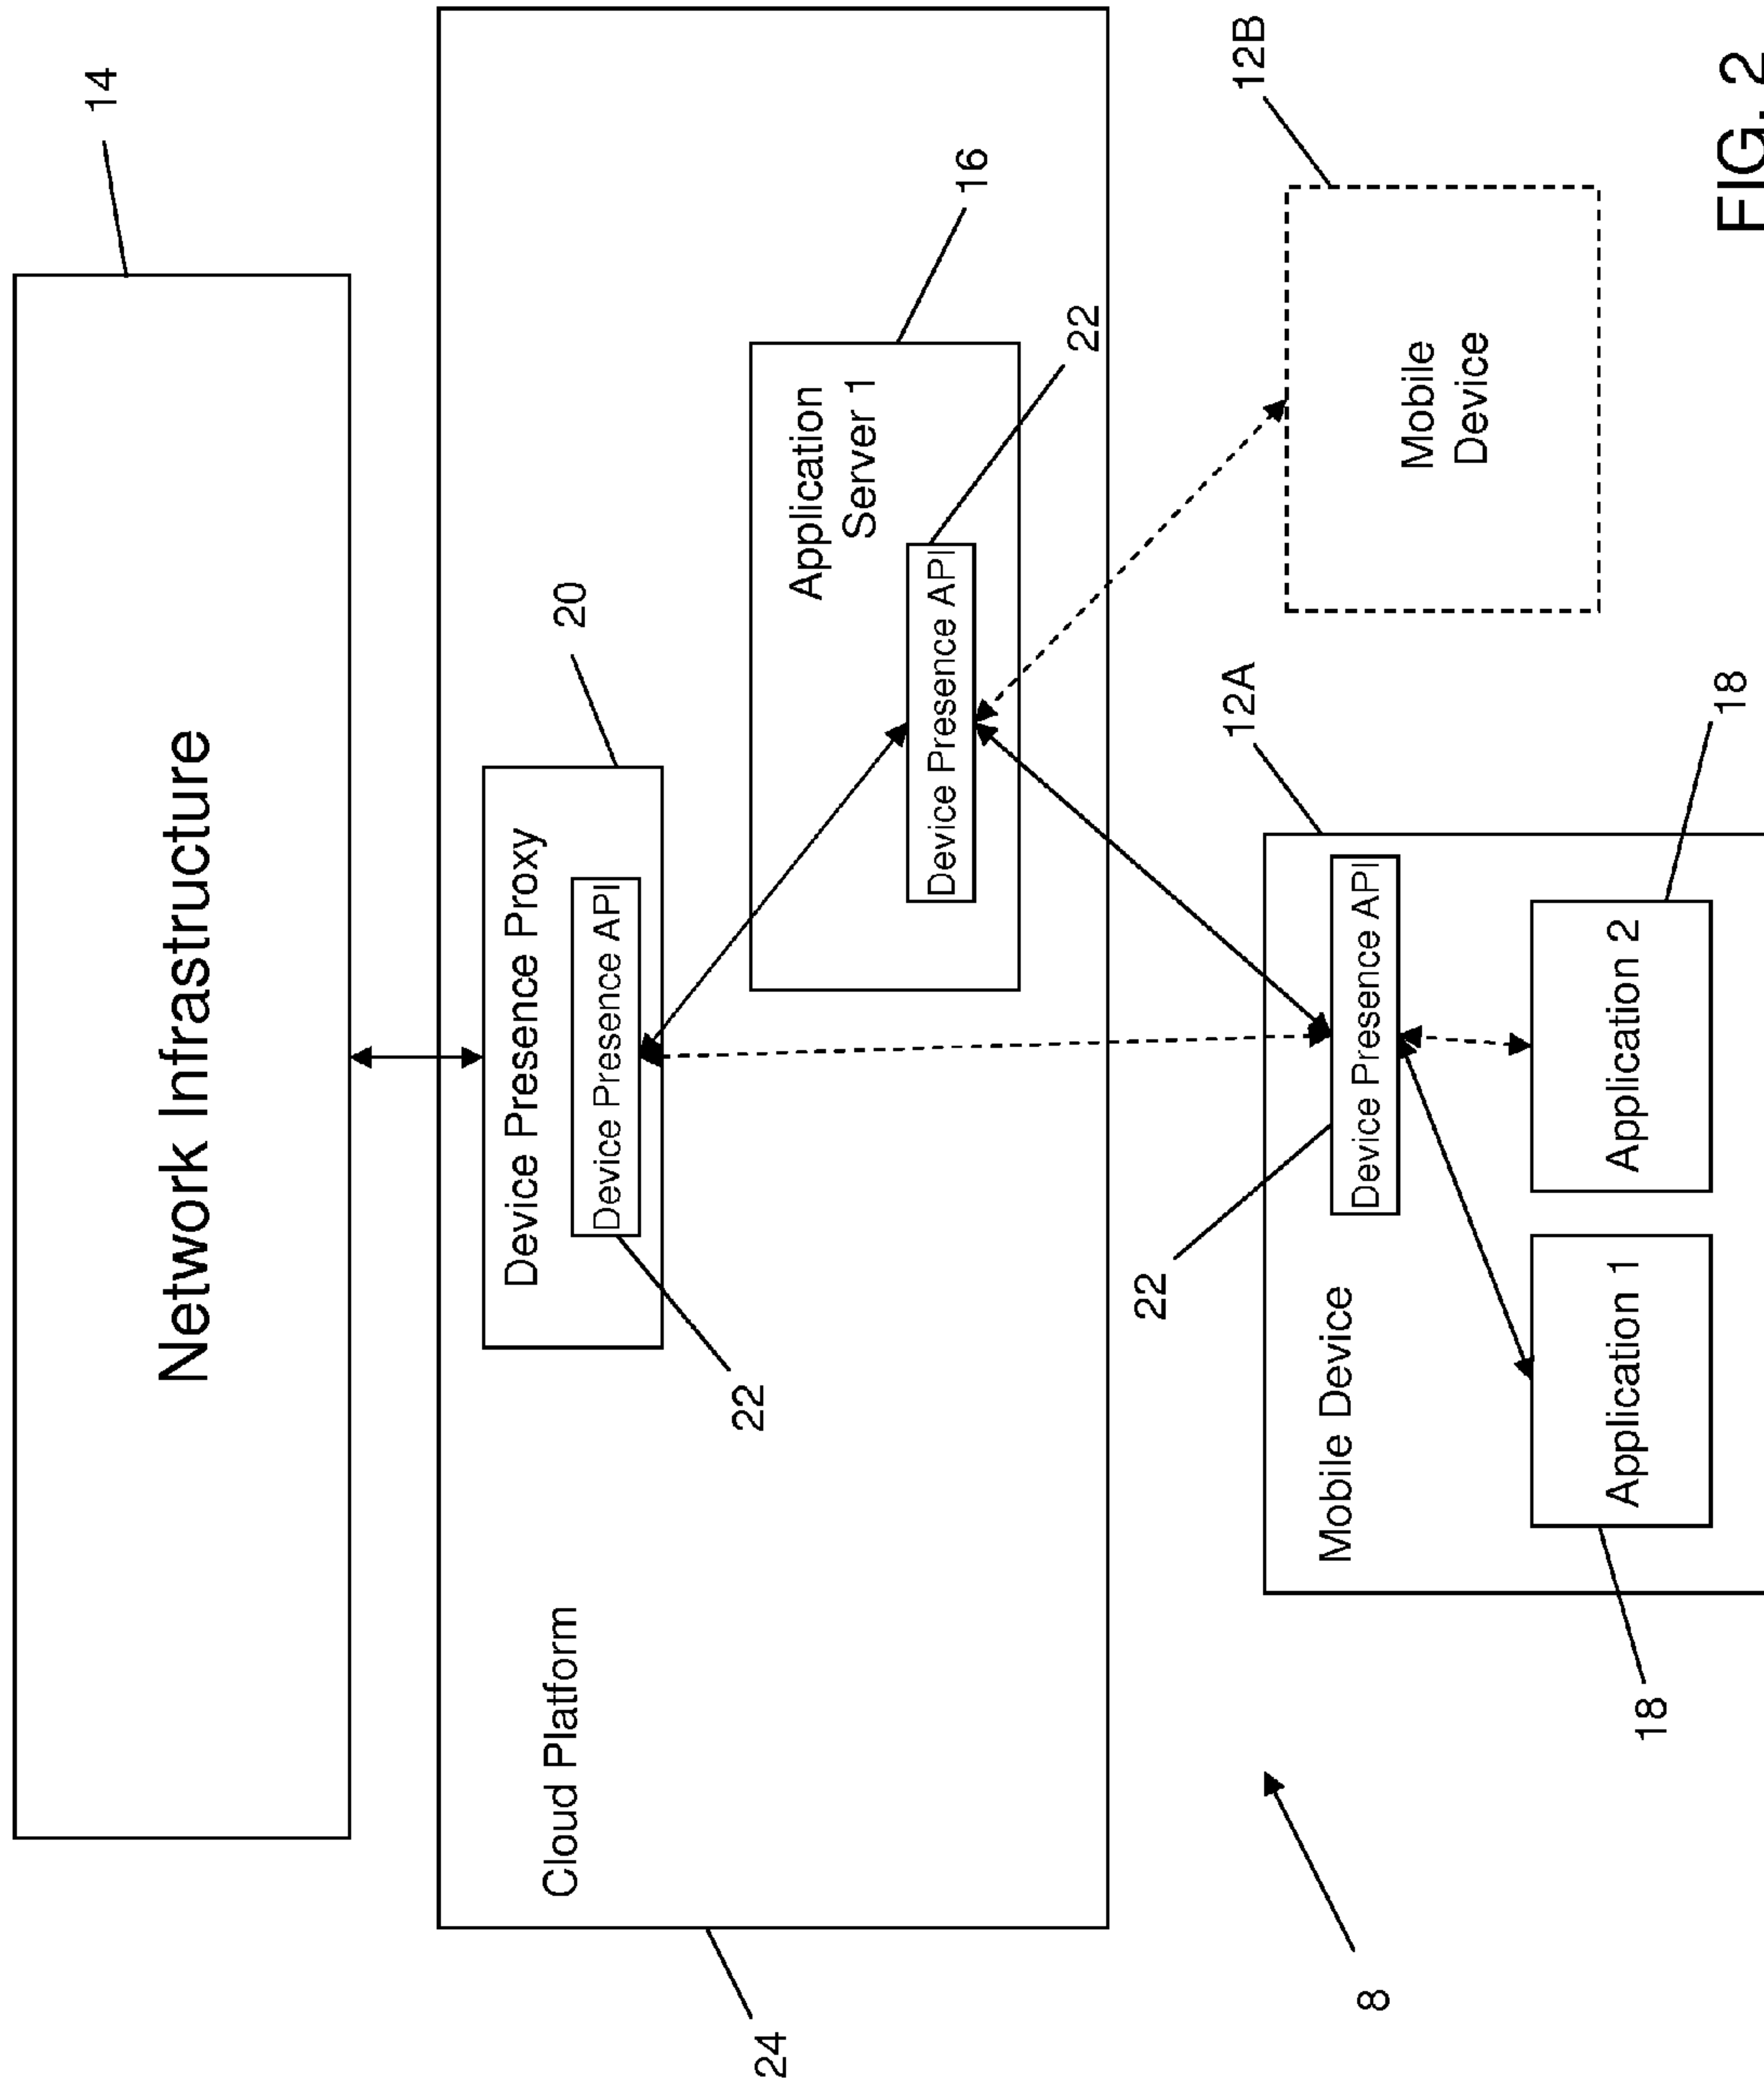 Network Infrastructure
14
Cloud Platform
24
Device Presence Proxy
20
Device Presence API
22
Application
Server 1
16
Device Presence API
22
Mobile Device
12A
Device Presence API
22
Application 1
18
Application 2
18
Mobile
Device
12B
8
FIG. 2